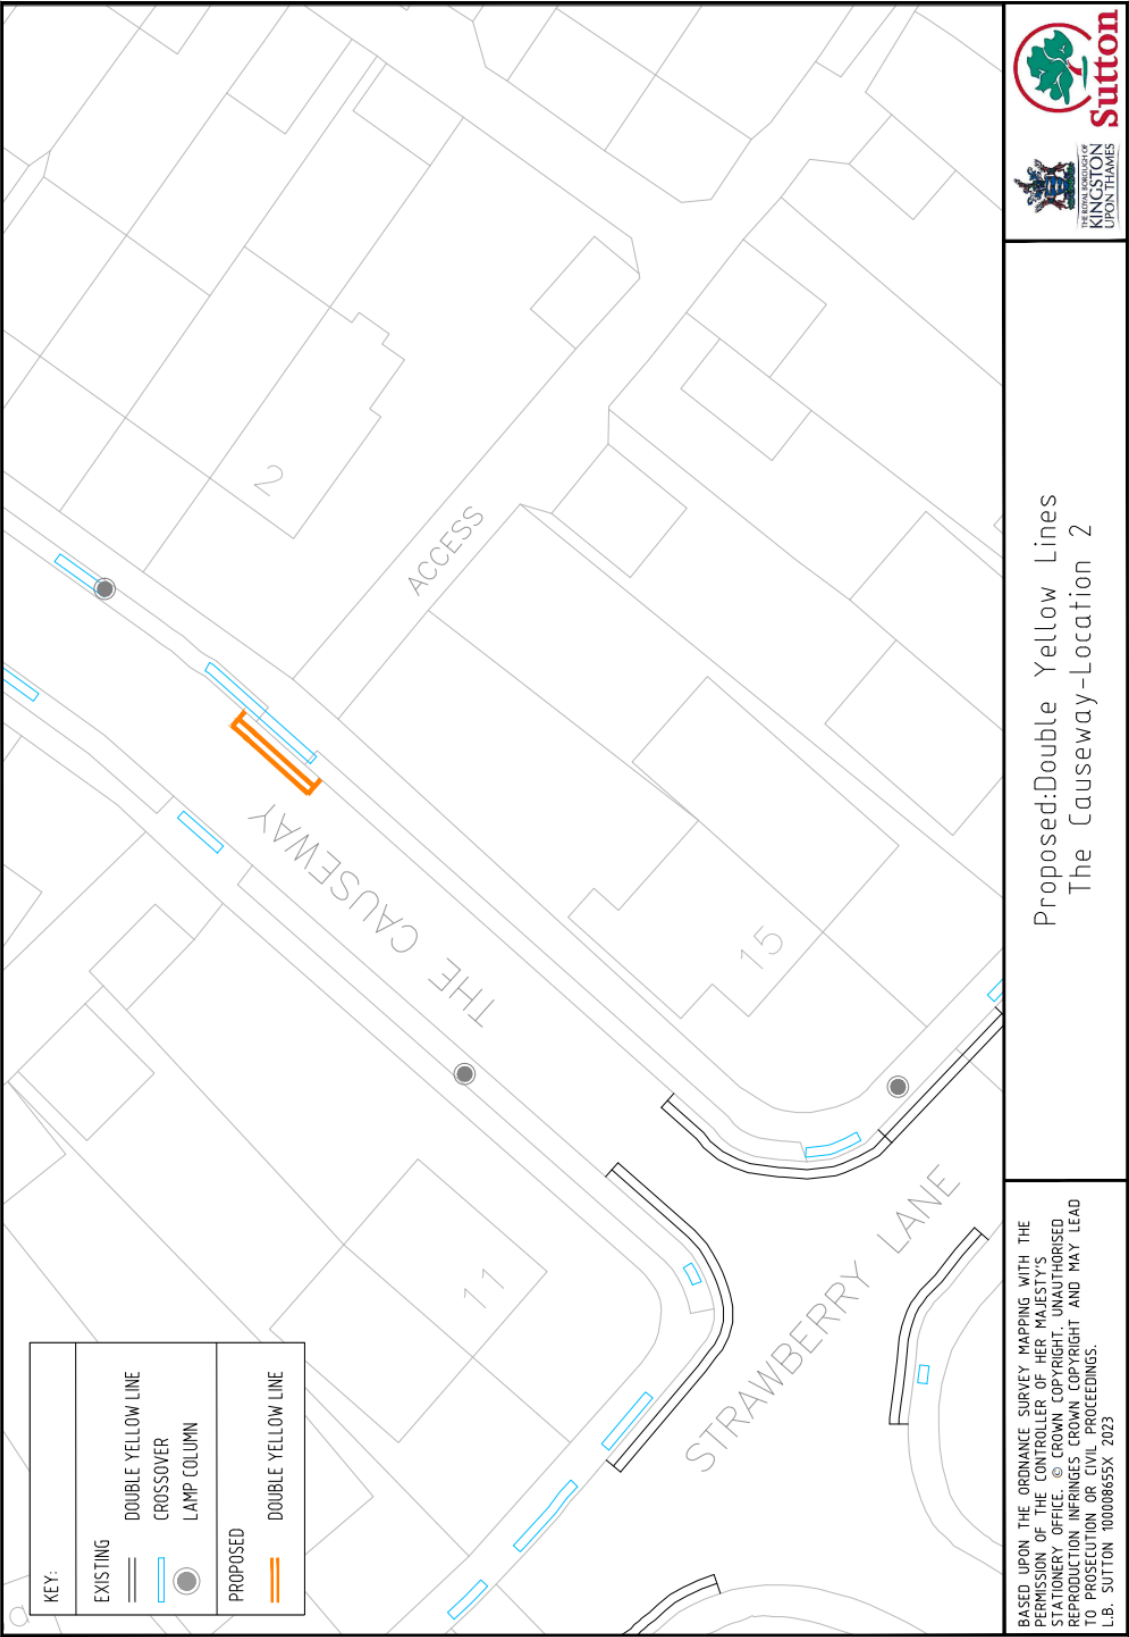 KEY:
EXISTING
DOUBLE YELLOW LINE
CROSSOVER
LAMP COLUMN
PROPOSED
DOUBLE YELLOW LINE
2
ACCESS
THE CAUSEWAY
15
11
STRAWBERRY LANE
BASED UPON THE ORDNANCE SURVEY MAPPING WITH THE
PERMISSION OF THE CONTROLLER OF HER MAJESTY'S
STATIONERY OFFICE. © CROWN COPYRIGHT. UNAUTHORISED
REPRODUCTION INFRINGES CROWN COPYRIGHT AND MAY LEAD
TO PROSECUTION OR CIVIL PROCEEDINGS.
L.B. SUTTON 100008655X 2023
Proposed:Double Yellow Lines
The Causeway-Location 2
THE ROYAL BOROUGH OF
KINGSTON
UPON THAMES
Sutton